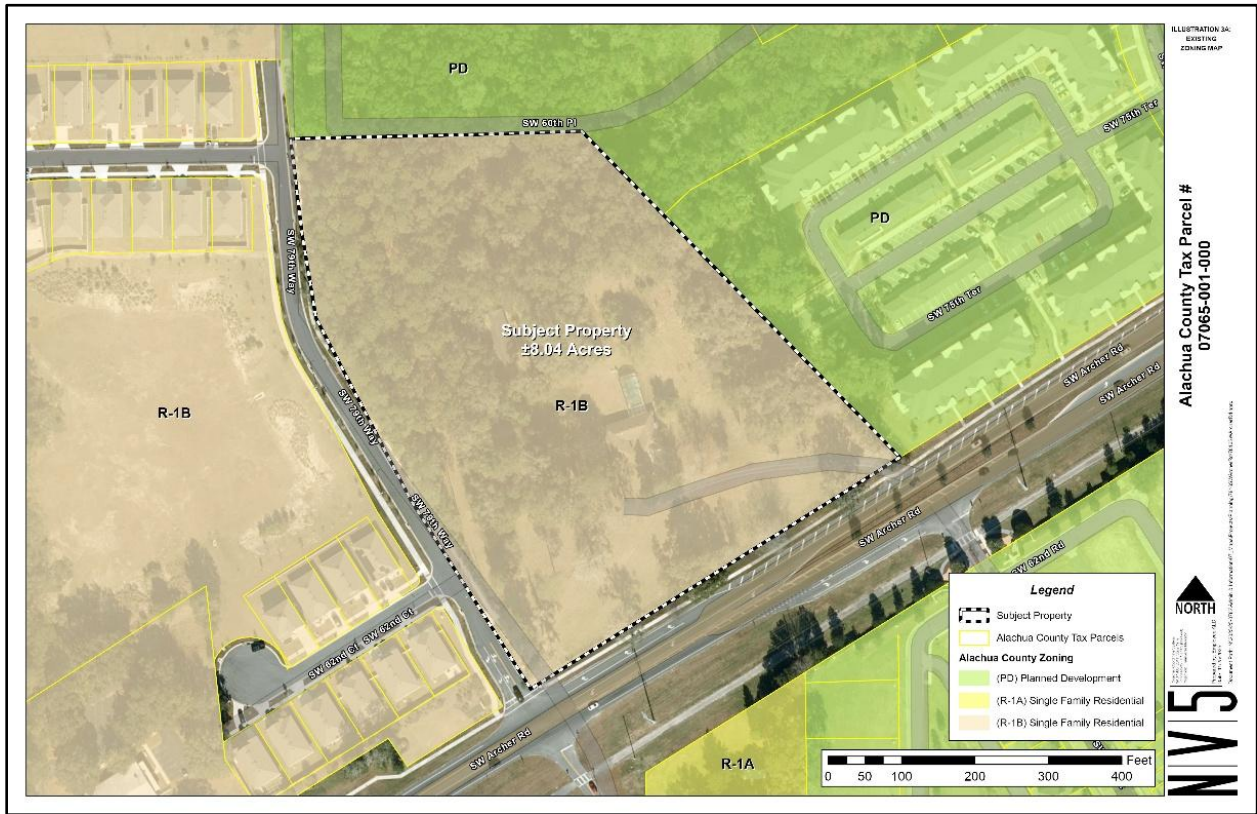 ILLUSTRATION 3A:
EXISTING
ZONING MAP
PD
SW 60th Pl
SW 75th Ter
PD
SW 79th Way
SW 75th Ter
Subject Property
±8.04 Acres
SW Archer Rd
SW Archer Rd
R-1B
R-1B
SW 79th Way
SW 79th Way
SW Archer Rd
SW 62nd Rd
SW 62nd Ct
SW 62nd Ct
SW Archer Rd
R-1A
Legend
Subject Property
Alachua County Tax Parcels
Alachua County Zoning
(PD) Planned Development
(R-1A) Single Family Residential
(R-1B) Single Family Residential
Feet
0 50 100 200 300 400
Alachua County Tax Parcel #
07065-001-000
NORTH
NV5